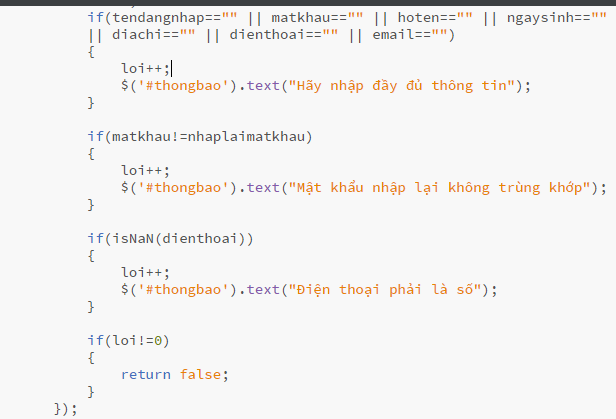 if(tendangnhap=="" || matkhau=="" || hoten=="" || ngaysinh==""
|| diachi=="" || dienthoai=="" || email=="")
{
loi++;
$('#thongbao').text("Hãy nhập đầy đủ thông tin");
}
if(matkhau!=nhaplaimatkhau)
{
loi++;
$('#thongbao').text("Mật khẩu nhập lại không trùng khớp");
}
if(isNaN(dienthoai))
{
loi++;
$('#thongbao').text("Điện thoại phải là số");
}
if(loi!=0)
{
return false;
}
});